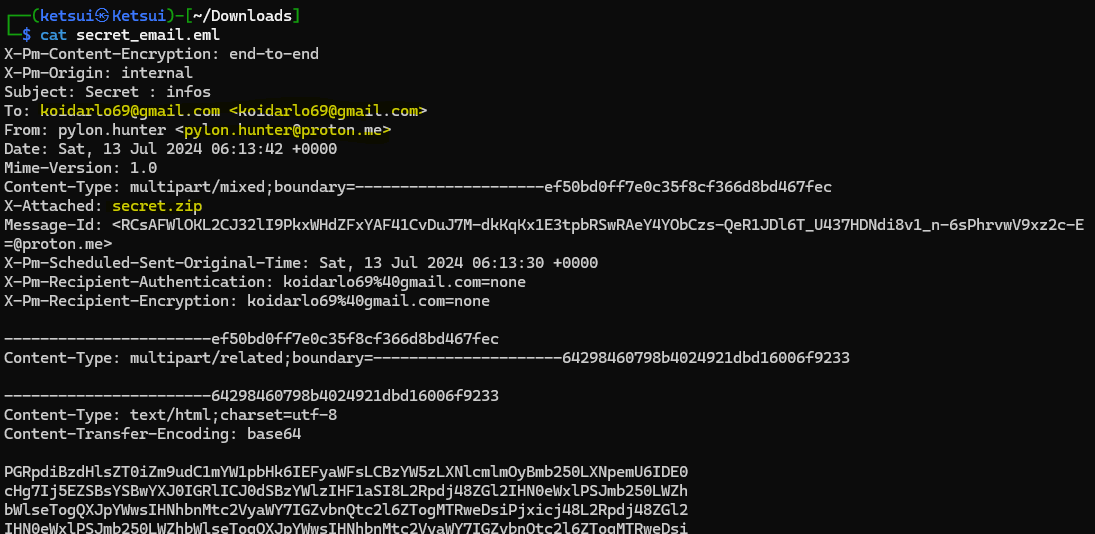 ┌──(ketsui㉿Ketsui)-[~/Downloads]
└─$ cat secret_email.eml
X-Pm-Content-Encryption: end-to-end
X-Pm-Origin: internal
Subject: Secret : infos
To: koidarlo69@gmail.com <koidarlo69@gmail.com>
From: pylon.hunter <pylon.hunter@proton.me>
Date: Sat, 13 Jul 2024 06:13:42 +0000
Mime-Version: 1.0
Content-Type: multipart/mixed;boundary=---------------------ef50bd0ff7e0c35f8cf366d8bd467fec
X-Attached: secret.zip
Message-Id: <RCsAFWlOKL2CJ32lI9PkxWHdZFxYAF41CvDuJ7M-dkKqKx1E3tpbRSwRAeY4YObCzs-QeR1JDl6T_U437HDNdi8v1_n-6sPhrvwV9xz2c-E
=@proton.me>
X-Pm-Scheduled-Sent-Original-Time: Sat, 13 Jul 2024 06:13:30 +0000
X-Pm-Recipient-Authentication: koidarlo69%40gmail.com=none
X-Pm-Recipient-Encryption: koidarlo69%40gmail.com=none
-----------------------ef50bd0ff7e0c35f8cf366d8bd467fec
Content-Type: multipart/related;boundary=---------------------64298460798b4024921dbd16006f9233
-----------------------64298460798b4024921dbd16006f9233
Content-Type: text/html;charset=utf-8
Content-Transfer-Encoding: base64
PGRpdiBzdHlsZT0iZm9udC1mYW1pbHk6IEFyaWFsLCBzYW5zLXNlcmlmOyBmb250LXNpemU6IDE0
cHg7Ij5EZSBsYSBwYXJ0IGRlICJ0dSBzYWlzIHF1aSI8L2Rpdj48ZGl2IHN0eWxlPSJmb250LWZh
bWlseTogQXJpYWwsIHNhbnMtc2VyaWY7IGZvbnQtc2l6ZTogMTRweDsiPjxicj48L2Rpdj48ZGl2
IHN0eWxlPSJmb250LWZhbWlseTogQXJpYWwsIHNhbnMtc2VyaWY7IGZvbnQtc2l6ZTogMTRweDsi